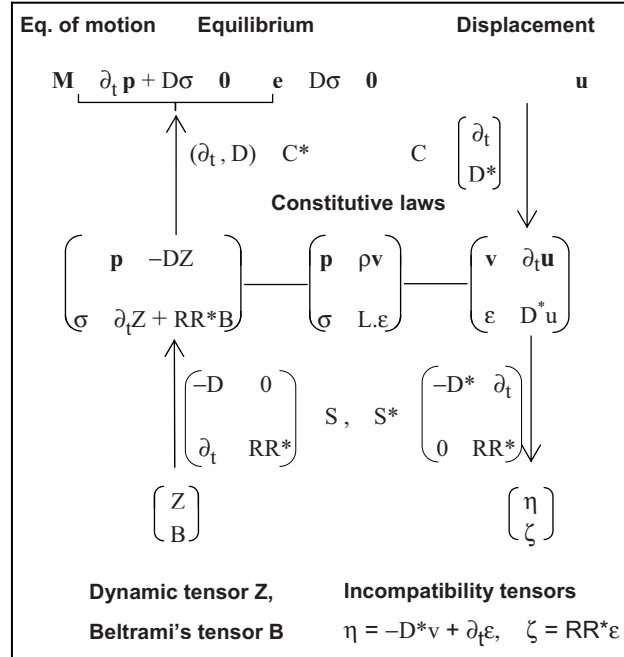 Eq. of motion Equilibrium Displacement
M ∂t p + Dσ 0 e Dσ 0 u
(∂t , D) C* C ∂t
D*
Constitutive laws
p −DZ p ρv v ∂tu
σ ∂tZ + RR*B σ L.ε ε D*u
−D 0 −D* ∂t
S , S*
∂t RR* 0 RR*
Z η
B ζ
Dynamic tensor Z, Incompatibility tensors
Beltrami's tensor B η = −D*v + ∂tε, ζ = RR*ε